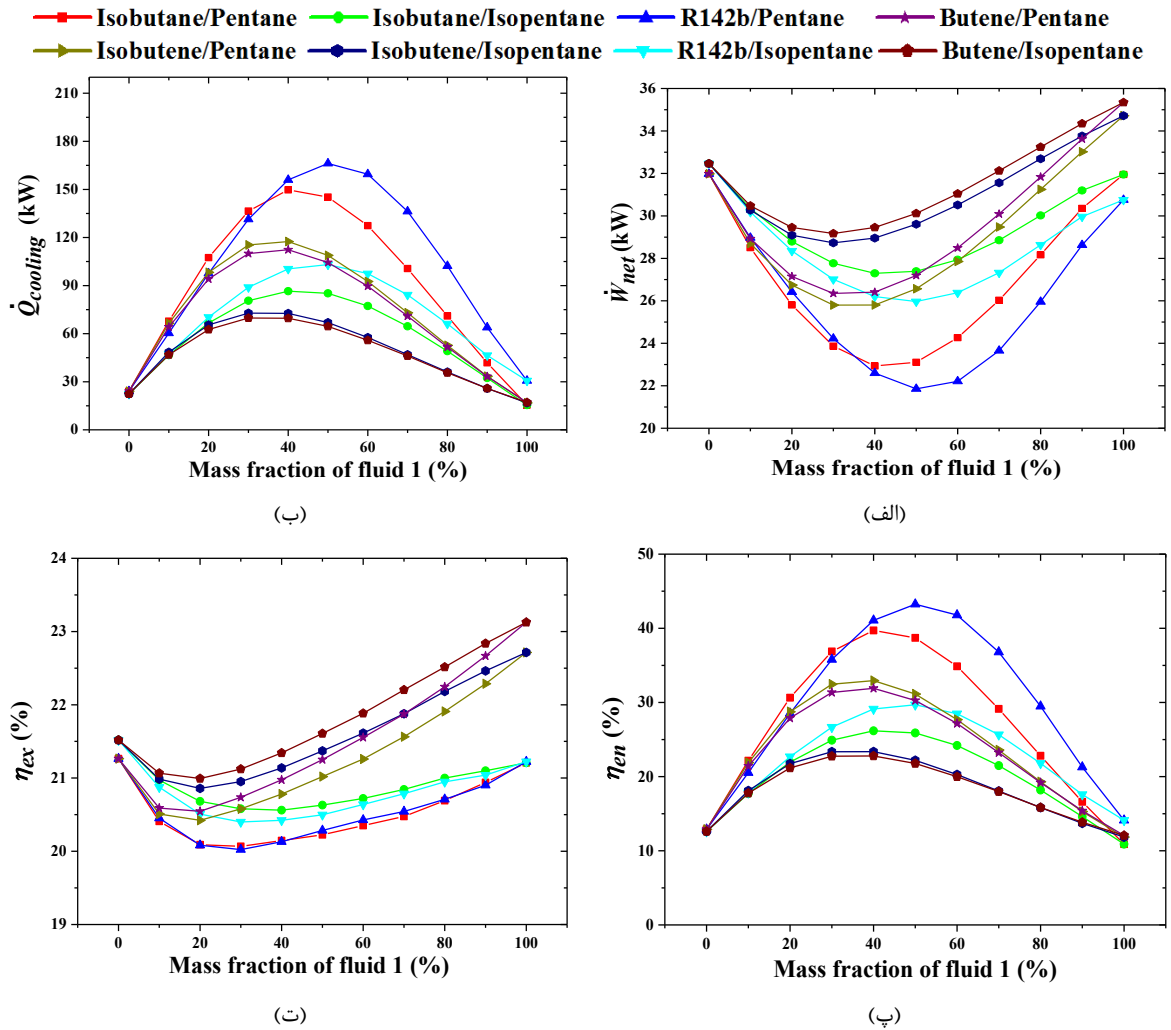 Isobutane/Pentane Isobutane/Isopentane R142b/Pentane Butene/Pentane
Isobutene/Pentane Isobutene/Isopentane R142b/Isopentane Butene/Isopentane
Q̇cooling (kW)
210
180
150
120
90
60
30
0
0 20 40 60 80 100
Mass fraction of fluid 1 (%)
(ب)
Ẇnet (kW)
36
34
32
30
28
26
24
22
20
0 20 40 60 80 100
Mass fraction of fluid 1 (%)
(الف)
ηex (%)
24
23
22
21
20
19
0 20 40 60 80 100
Mass fraction of fluid 1 (%)
(ت)
ηen (%)
50
40
30
20
10
0
0 20 40 60 80 100
Mass fraction of fluid 1 (%)
(پ)